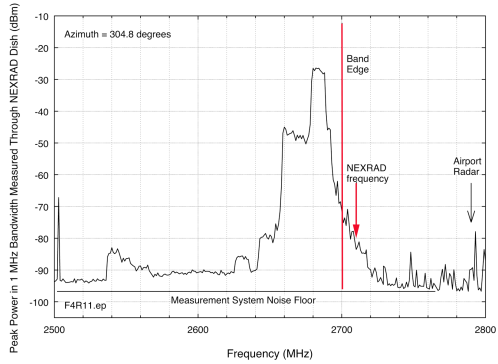 Peak Power in 1 MHz Bandwidth Measured Through NEXRAD Dish (dBm)
-10
-20
-30
-40
-50
-60
-70
-80
-90
-100
Azimuth = 304.8 degrees
Band
Edge
NEXRAD
frequency
Airport
Radar
Measurement System Noise Floor
F4R11.ep
2500
2600
2700
2800
Frequency (MHz)